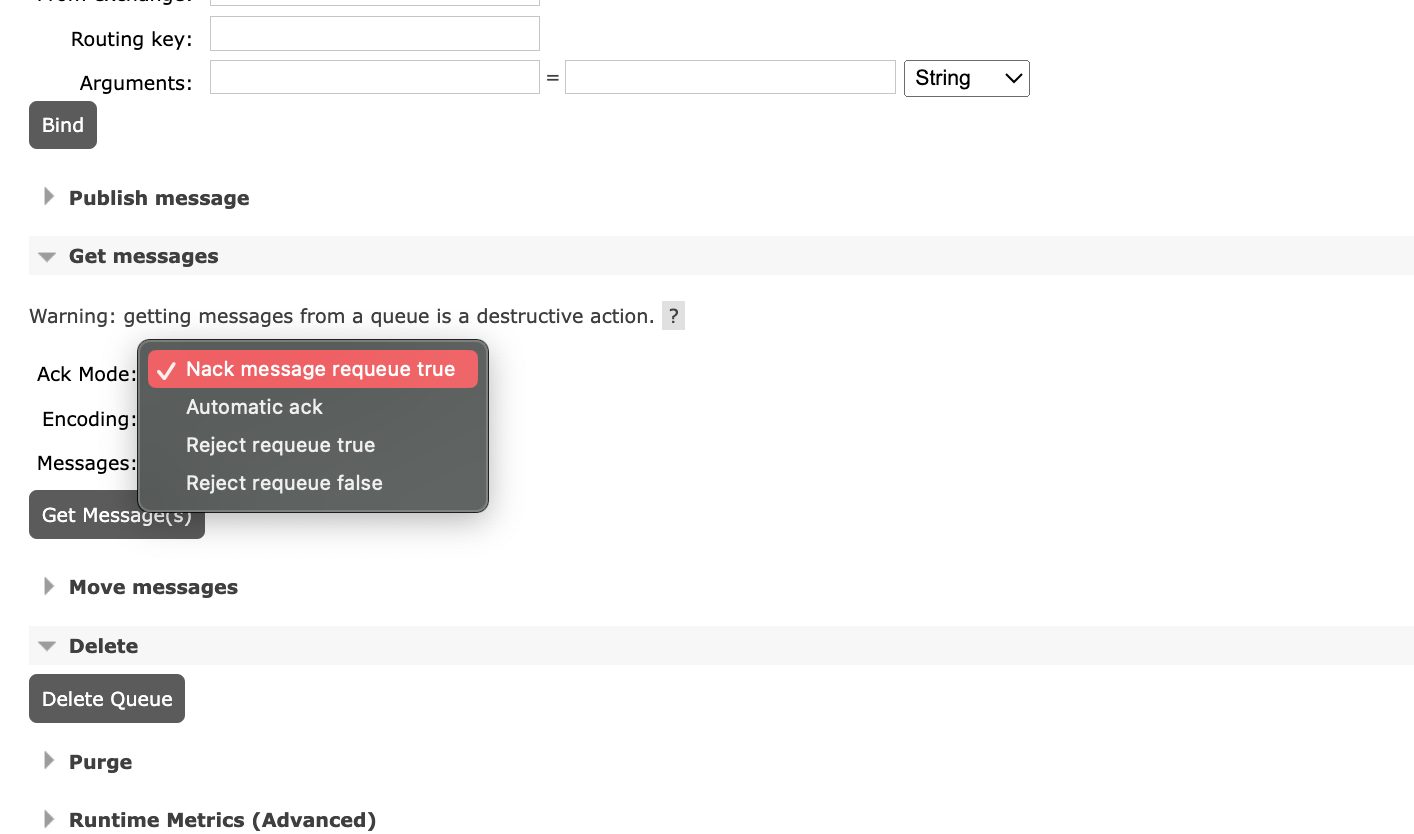 From exchange:
Routing key:
Arguments: = String
Bind
Publish message
Get messages
Warning: getting messages from a queue is a destructive action. ?
Ack Mode: Nack message requeue true
Automatic ack
Encoding:
Reject requeue true
Messages:
Reject requeue false
Get Message(s)
Move messages
Delete
Delete Queue
Purge
Runtime Metrics (Advanced)